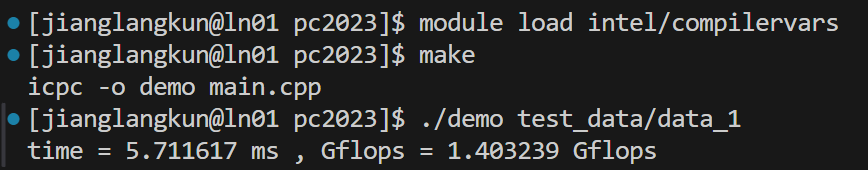 [jianglangkun@ln01 pc2023]$ module load intel/compilervars
[jianglangkun@ln01 pc2023]$ make
icpc -o demo main.cpp
[jianglangkun@ln01 pc2023]$ ./demo test_data/data_1
time = 5.711617 ms , Gflops = 1.403239 Gflops